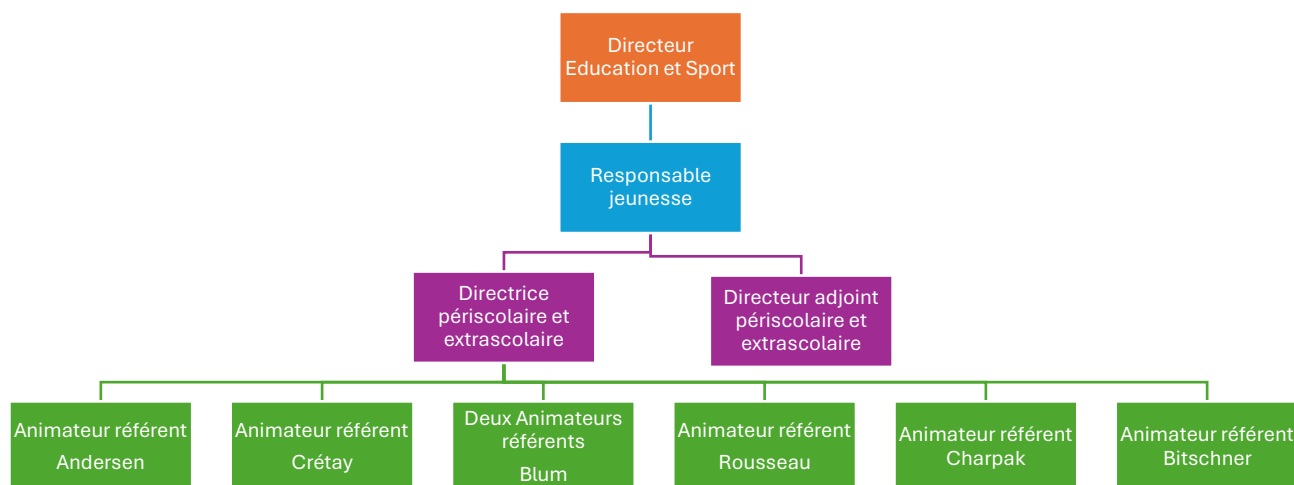 Directeur
Education et Sport
Responsable
jeunesse
Directrice
périscolaire et
extrascolaire
Directeur adjoint
périscolaire et
extrascolaire
Animateur référent
Andersen
Animateur référent
Crétay
Deux Animateurs
référents
Blum
Animateur référent
Rousseau
Animateur référent
Charpak
Animateur référent
Bitschner